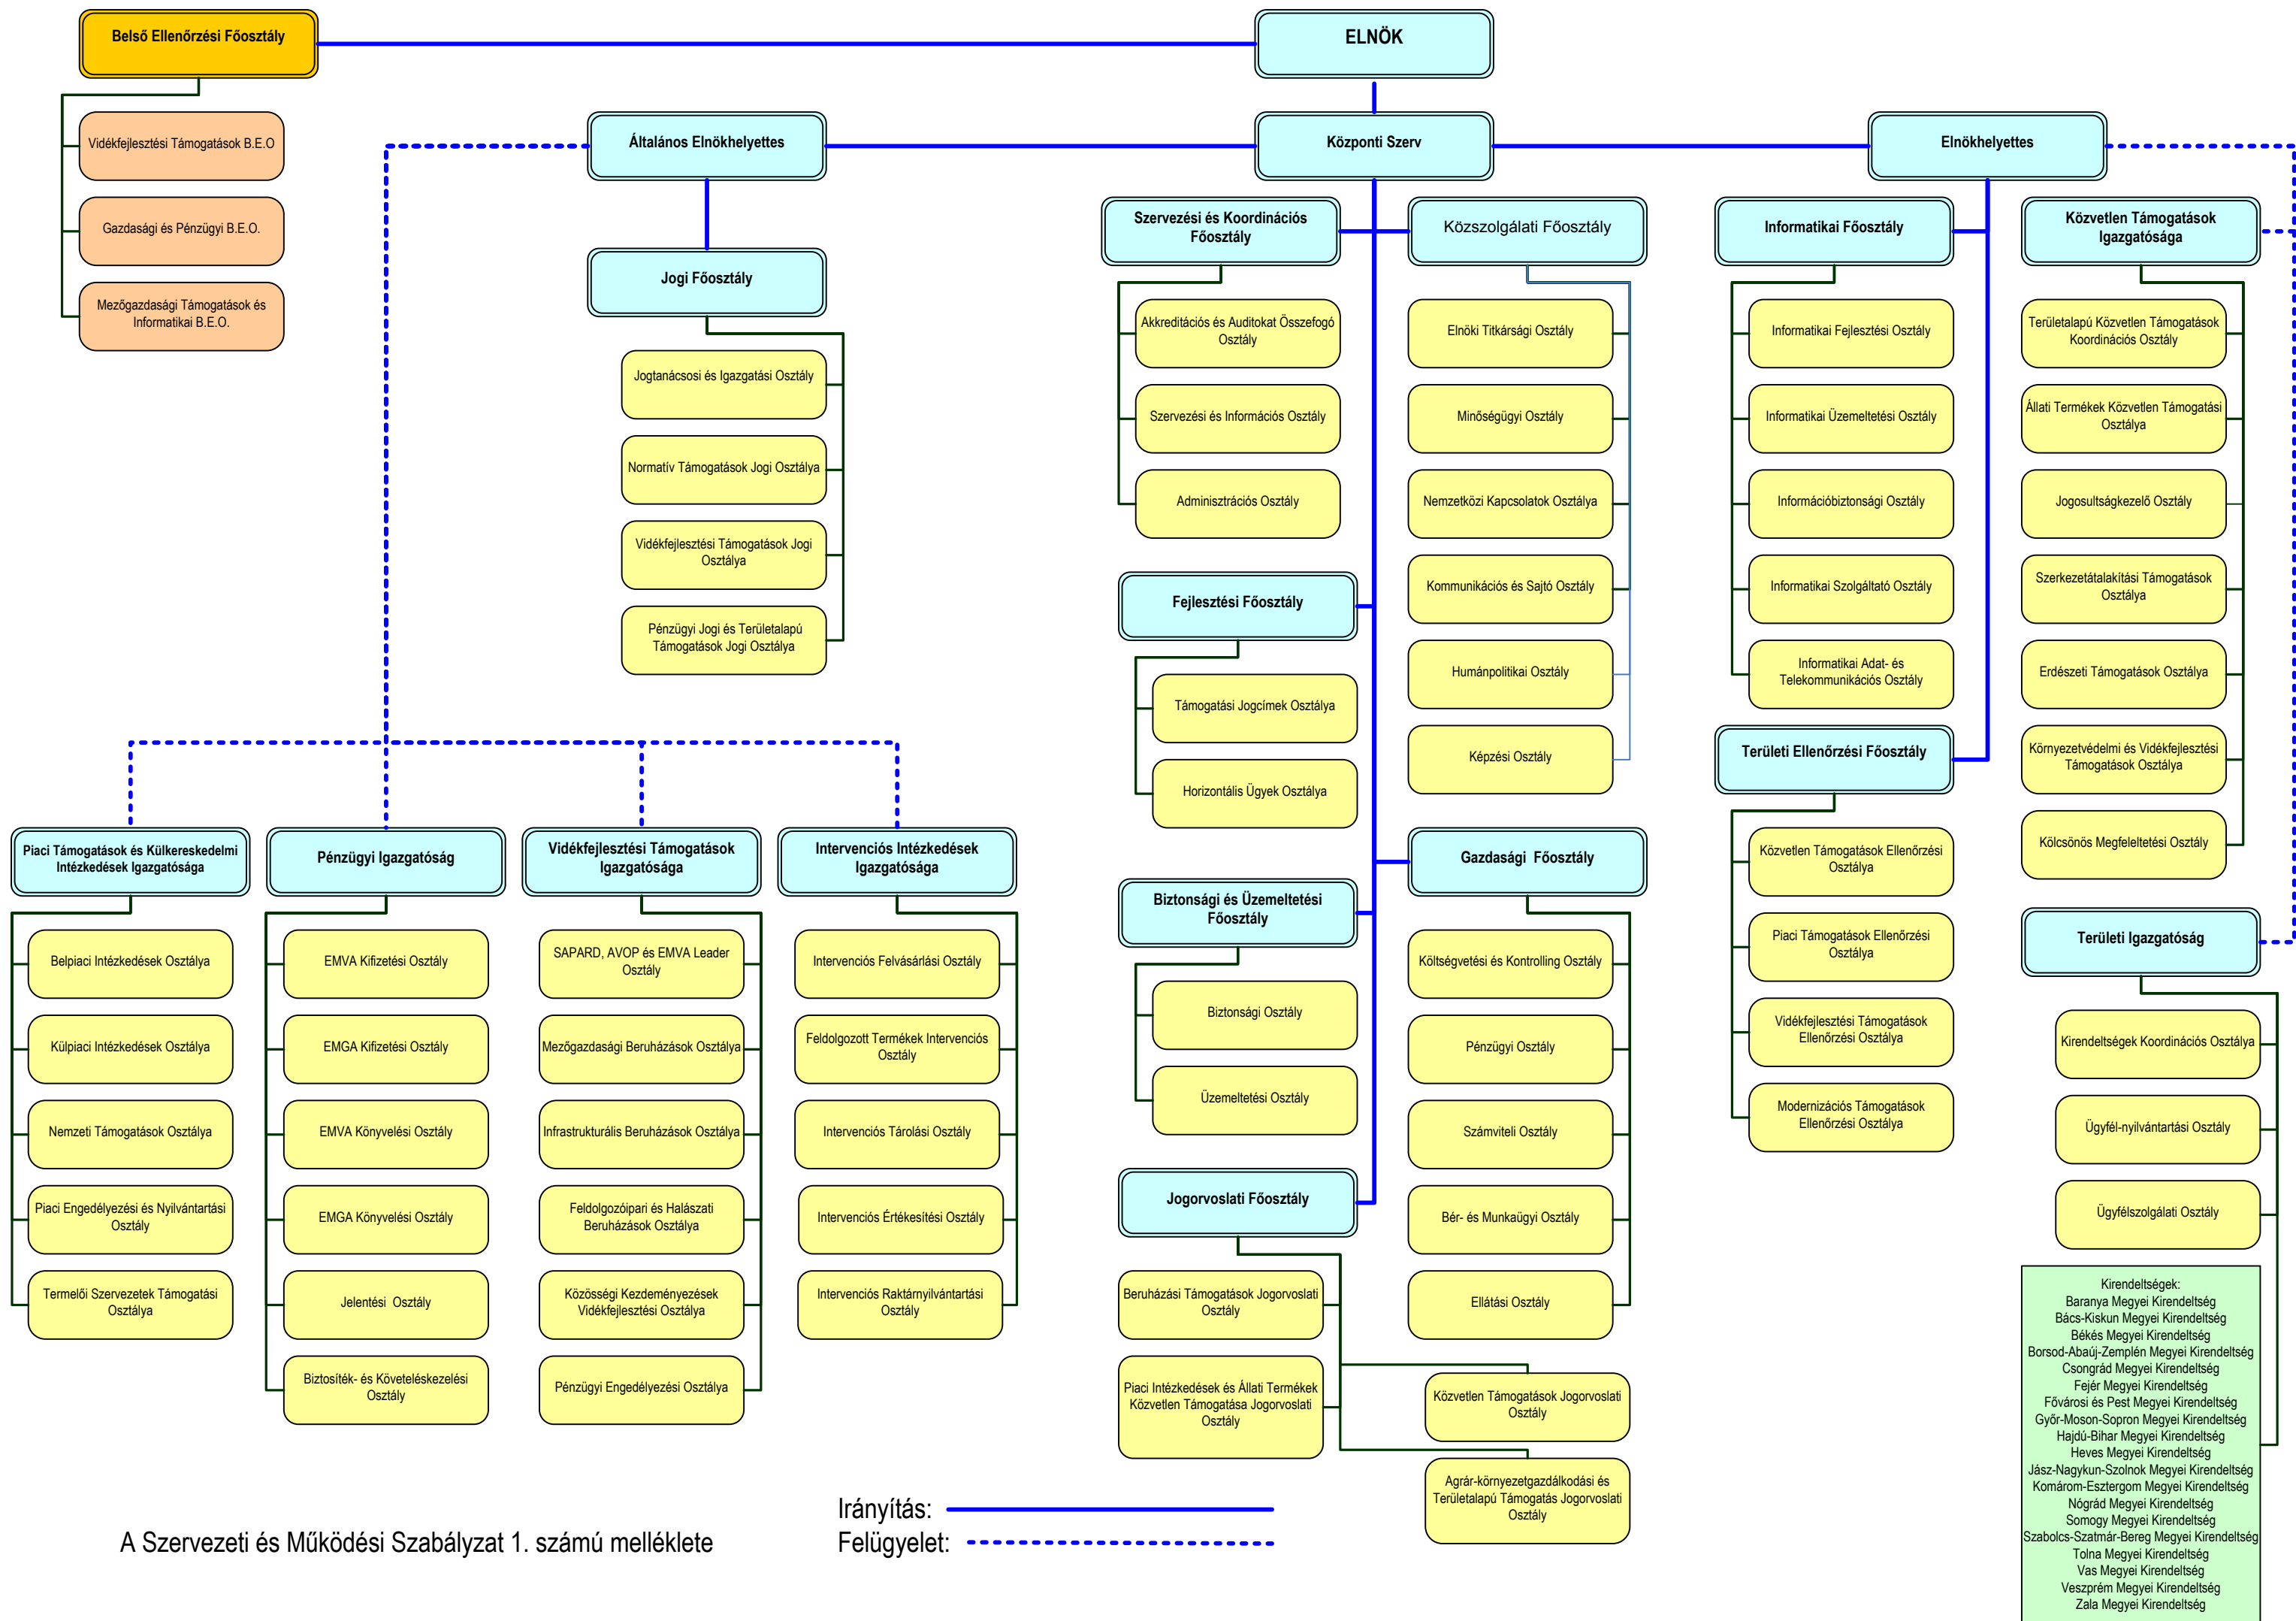 Belső Ellenőrzési Főosztály
ELNÖK
Vidékfejlesztési Támogatások B.E.O
Gazdasági és Pénzügyi B.E.O.
Mezőgazdasági Támogatások és
Informatikai B.E.O.
Általános Elnökhelyettes
Központi Szerv
Elnökhelyettes
Jogi Főosztály
Jogtanácsosi és Igazgatási Osztály
Normatív Támogatások Jogi Osztálya
Vidékfejlesztési Támogatások Jogi
Osztálya
Pénzügyi Jogi és Területalapú
Támogatások Jogi Osztálya
Szervezési és Koordinációs
Főosztály
Akkreditációs és Auditokat Összefogó
Osztály
Szervezési és Információs Osztály
Adminisztrációs Osztály
Közszolgálati Főosztály
Elnöki Titkársági Osztály
Minőségügyi Osztály
Nemzetközi Kapcsolatok Osztálya
Kommunikációs és Sajtó Osztály
Humánpolitikai Osztály
Képzési Osztály
Informatikai Főosztály
Informatikai Fejlesztési Osztály
Informatikai Üzemeltetési Osztály
Információbiztonsági Osztály
Informatikai Szolgáltató Osztály
Informatikai Adat- és
Telekommunikációs Osztály
Közvetlen Támogatások
Igazgatósága
Területalapú Közvetlen Támogatások
Koordinációs Osztály
Állati Termékek Közvetlen Támogatási
Osztálya
Jogosultságkezelő Osztály
Szerkezetátalakítási Támogatások
Osztálya
Erdészeti Támogatások Osztálya
Környezetvédelmi és Vidékfejlesztési
Támogatások Osztálya
Kölcsönös Megfeleltetési Osztály
Fejlesztési Főosztály
Támogatási Jogcímek Osztálya
Horizontális Ügyek Osztálya
Területi Ellenőrzési Főosztály
Közvetlen Támogatások Ellenőrzési
Osztálya
Piaci Támogatások Ellenőrzési
Osztálya
Vidékfejlesztési Támogatások
Ellenőrzési Osztálya
Modernizációs Támogatások
Ellenőrzési Osztálya
Piaci Támogatások és Külkereskedelmi
Intézkedések Igazgatósága
Belpiaci Intézkedések Osztálya
Külpiaci Intézkedések Osztálya
Nemzeti Támogatások Osztálya
Piaci Engedélyezési és Nyilvántartási
Osztály
Termelői Szervezetek Támogatási
Osztálya
Pénzügyi Igazgatóság
EMVA Kifizetési Osztály
EMGA Kifizetési Osztály
EMVA Könyvelési Osztály
EMGA Könyvelési Osztály
Jelentési Osztály
Biztosíték- és Követeléskezelési
Osztály
Vidékfejlesztési Támogatások
Igazgatósága
SAPARD, AVOP és EMVA Leader
Osztály
Mezőgazdasági Beruházások Osztálya
Infrastrukturális Beruházások Osztálya
Feldolgozóipari és Halászati
Beruházások Osztálya
Közösségi Kezdeményezések
Vidékfejlesztési Osztálya
Pénzügyi Engedélyezési Osztálya
Intervenciós Intézkedések
Igazgatósága
Intervenciós Felvásárlási Osztály
Feldolgozott Termékek Intervenciós
Osztály
Intervenciós Tárolási Osztály
Intervenciós Értékesítési Osztály
Intervenciós Raktárnyilvántartási
Osztály
Biztonsági és Üzemeltetési
Főosztály
Biztonsági Osztály
Üzemeltetési Osztály
Gazdasági Főosztály
Költségvetési és Kontrolling Osztály
Pénzügyi Osztály
Számviteli Osztály
Bér- és Munkaügyi Osztály
Ellátási Osztály
Jogorvoslati Főosztály
Beruházási Támogatások Jogorvoslati
Osztály
Piaci Intézkedések és Állati Termékek
Közvetlen Támogatása Jogorvoslati
Osztály
Közvetlen Támogatások Jogorvoslati
Osztály
Agrár-környezetgazdálkodási és
Területalapú Támogatás Jogorvoslati
Osztály
Területi Igazgatóság
Kirendeltségek Koordinációs Osztálya
Ügyfél-nyilvántartási Osztály
Ügyfélszolgálati Osztály
Kirendeltségek:
Baranya Megyei Kirendeltség
Bács-Kiskun Megyei Kirendeltség
Békés Megyei Kirendeltség
Borsod-Abaúj-Zemplén Megyei Kirendeltség
Csongrád Megyei Kirendeltség
Fejér Megyei Kirendeltség
Fővárosi és Pest Megyei Kirendeltség
Győr-Moson-Sopron Megyei Kirendeltség
Hajdú-Bihar Megyei Kirendeltség
Heves Megyei Kirendeltség
Jász-Nagykun-Szolnok Megyei Kirendeltség
Komárom-Esztergom Megyei Kirendeltség
Nógrád Megyei Kirendeltség
Somogy Megyei Kirendeltség
Szabolcs-Szatmár-Bereg Megyei Kirendeltség
Tolna Megyei Kirendeltség
Vas Megyei Kirendeltség
Veszprém Megyei Kirendeltség
Zala Megyei Kirendeltség
Irányítás:
Felügyelet:
A Szervezeti és Működési Szabályzat 1. számú melléklete